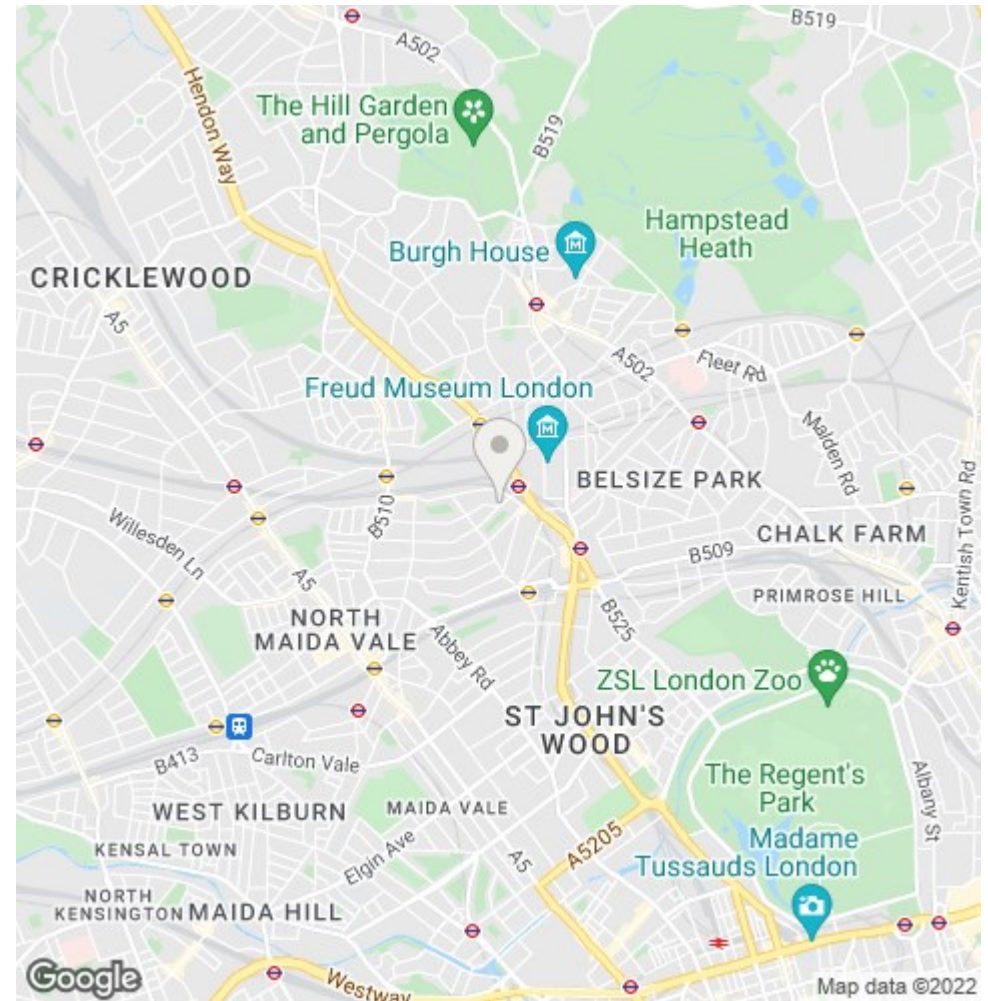 B519
A502
Hendon Way
The Hill Garden
and Pergola
B519
Hampstead
Heath
Burgh House
CRICKLEWOOD
A5
A502
Fleet Rd
Freud Museum London
Malden Rd
BELSIZE PARK
Kentish Town Rd
B510
Willesden Ln
CHALK FARM
B509
A5
PRIMROSE HILL
NORTH
MAIDA VALE
B525
Abbey Rd
ZSL London Zoo
ST JOHN'S
WOOD
B413
Carlton Vale
The Regent's
Park
Albany St
WEST KILBURN
MAIDA VALE
A5205
Madame
Tussauds London
KENSAL TOWN
Elgin Ave
A5
NORTH
KENSINGTON
MAIDA HILL
Westway
Google
Map data ©2022